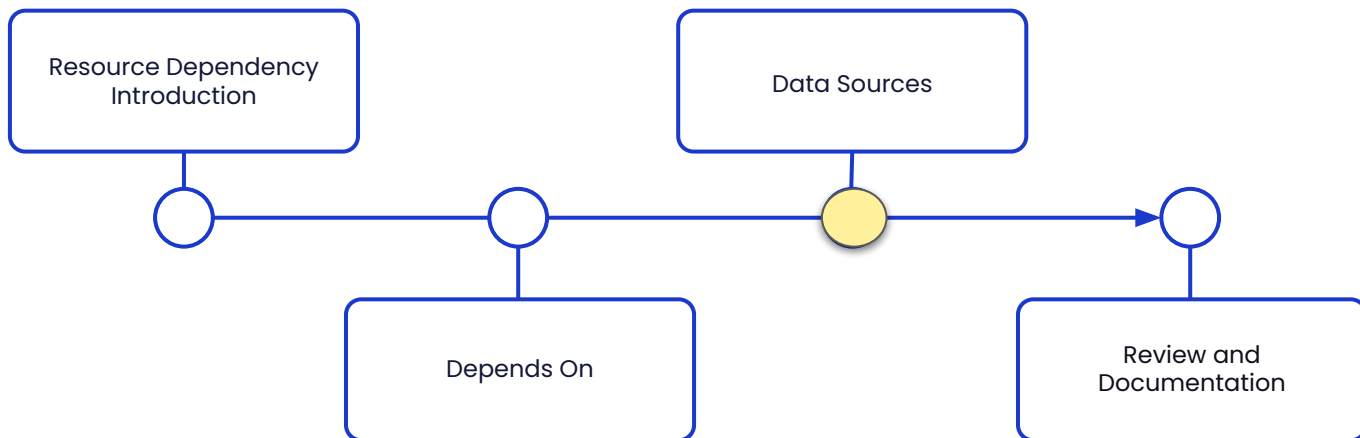 Resource Dependency
Introduction
Data Sources
Depends On
Review and
Documentation